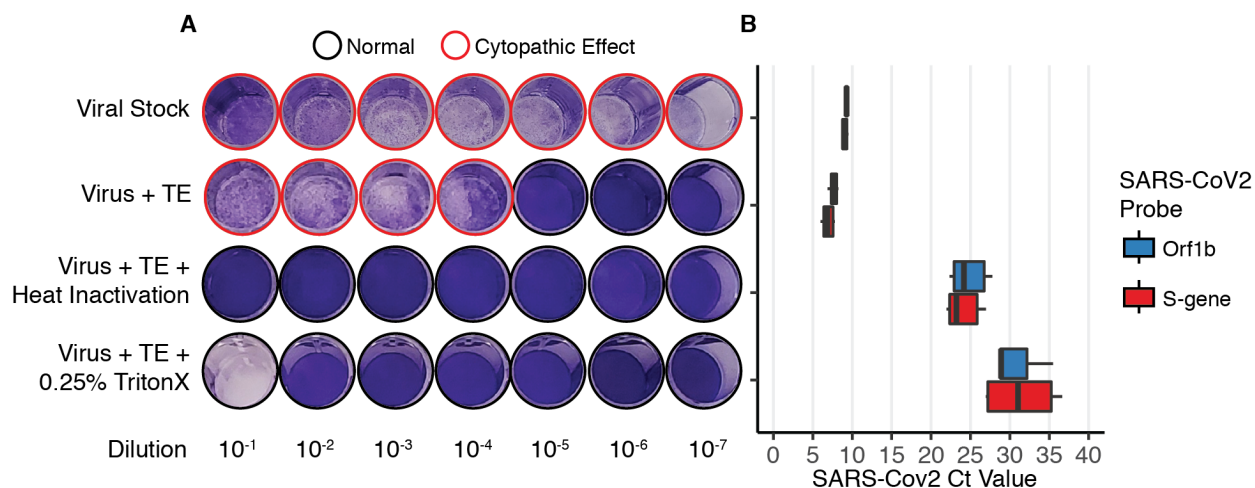 A
B
Normal
Cytopathic Effect
Viral Stock
Virus + TE
Virus + TE +
Heat Inactivation
Virus + TE +
0.25% TritonX
Dilution 10-1 10-2 10-3 10-4 10-5 10-6 10-7
0 5 10 15 20 25 30 35 40
SARS-Cov2 Ct Value
SARS-CoV2
Probe
Orf1b
S-gene